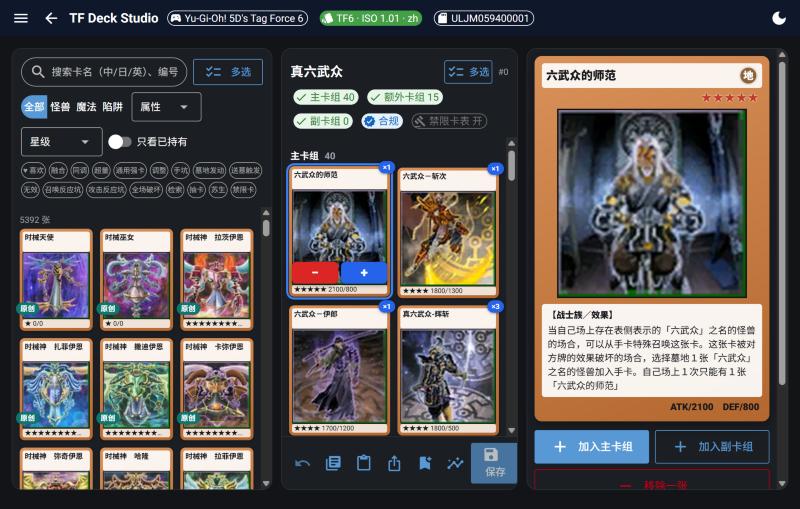 TF Deck Studio
Yu-Gi-Oh! 5D's Tag Force 6
TF6 · ISO 1.01 · zh
ULJM059400001
搜索卡名（中/日/英）、编号
多选
全部 怪兽 魔法 陷阱
属性
星级
只看已持有
♥ 喜欢 融合 同调 超量 通用强卡 调整 手坑 墓地发动 送墓触发
无效 召唤反应坑 攻击反应坑 全场破坏 检索 抽卡 苏生 禁限卡
5392 张
时械天使
原创
★ 0/0
时械巫女
原创
★ 0/0
时械神 拉茨伊恩
原创
★★★★★★★★...
时械神 扎菲伊恩
原创
★★★★★★★★...
时械神 撒迪伊恩
原创
★★★★★★★★...
时械神 卡弥伊恩
原创
★★★★★★★★...
时械神 弥奇伊恩
时械神 哈隆
时械神 拉菲伊恩
真六武众
多选
#0
主卡组 40
额外卡组 15
副卡组 0
合规
禁限卡表 开
主卡组 40
×1
六武众的师范
− +
★★★★★ 2100/800
×1
六武众－斩次
★★★★ 1800/1300
×1
六武众－伊郎
★★★★ 1700/1200
×3
真六武众-辉斩
★★★★ 1800/500
保存
六武众的师范
地
★★★★★
【战士族／效果】
当自己场上存在表侧表示的「六武众」之名的怪兽
的场合，可以从手卡特殊召唤这张卡。这张卡被对
方牌的效果破坏的场合，选择墓地１张「六武众」
之名的怪兽加入手卡。自己场上１次只能有１张
「六武众的师范」
ATK/2100 DEF/800
+ 加入主卡组
+ 加入副卡组
− 移除一张